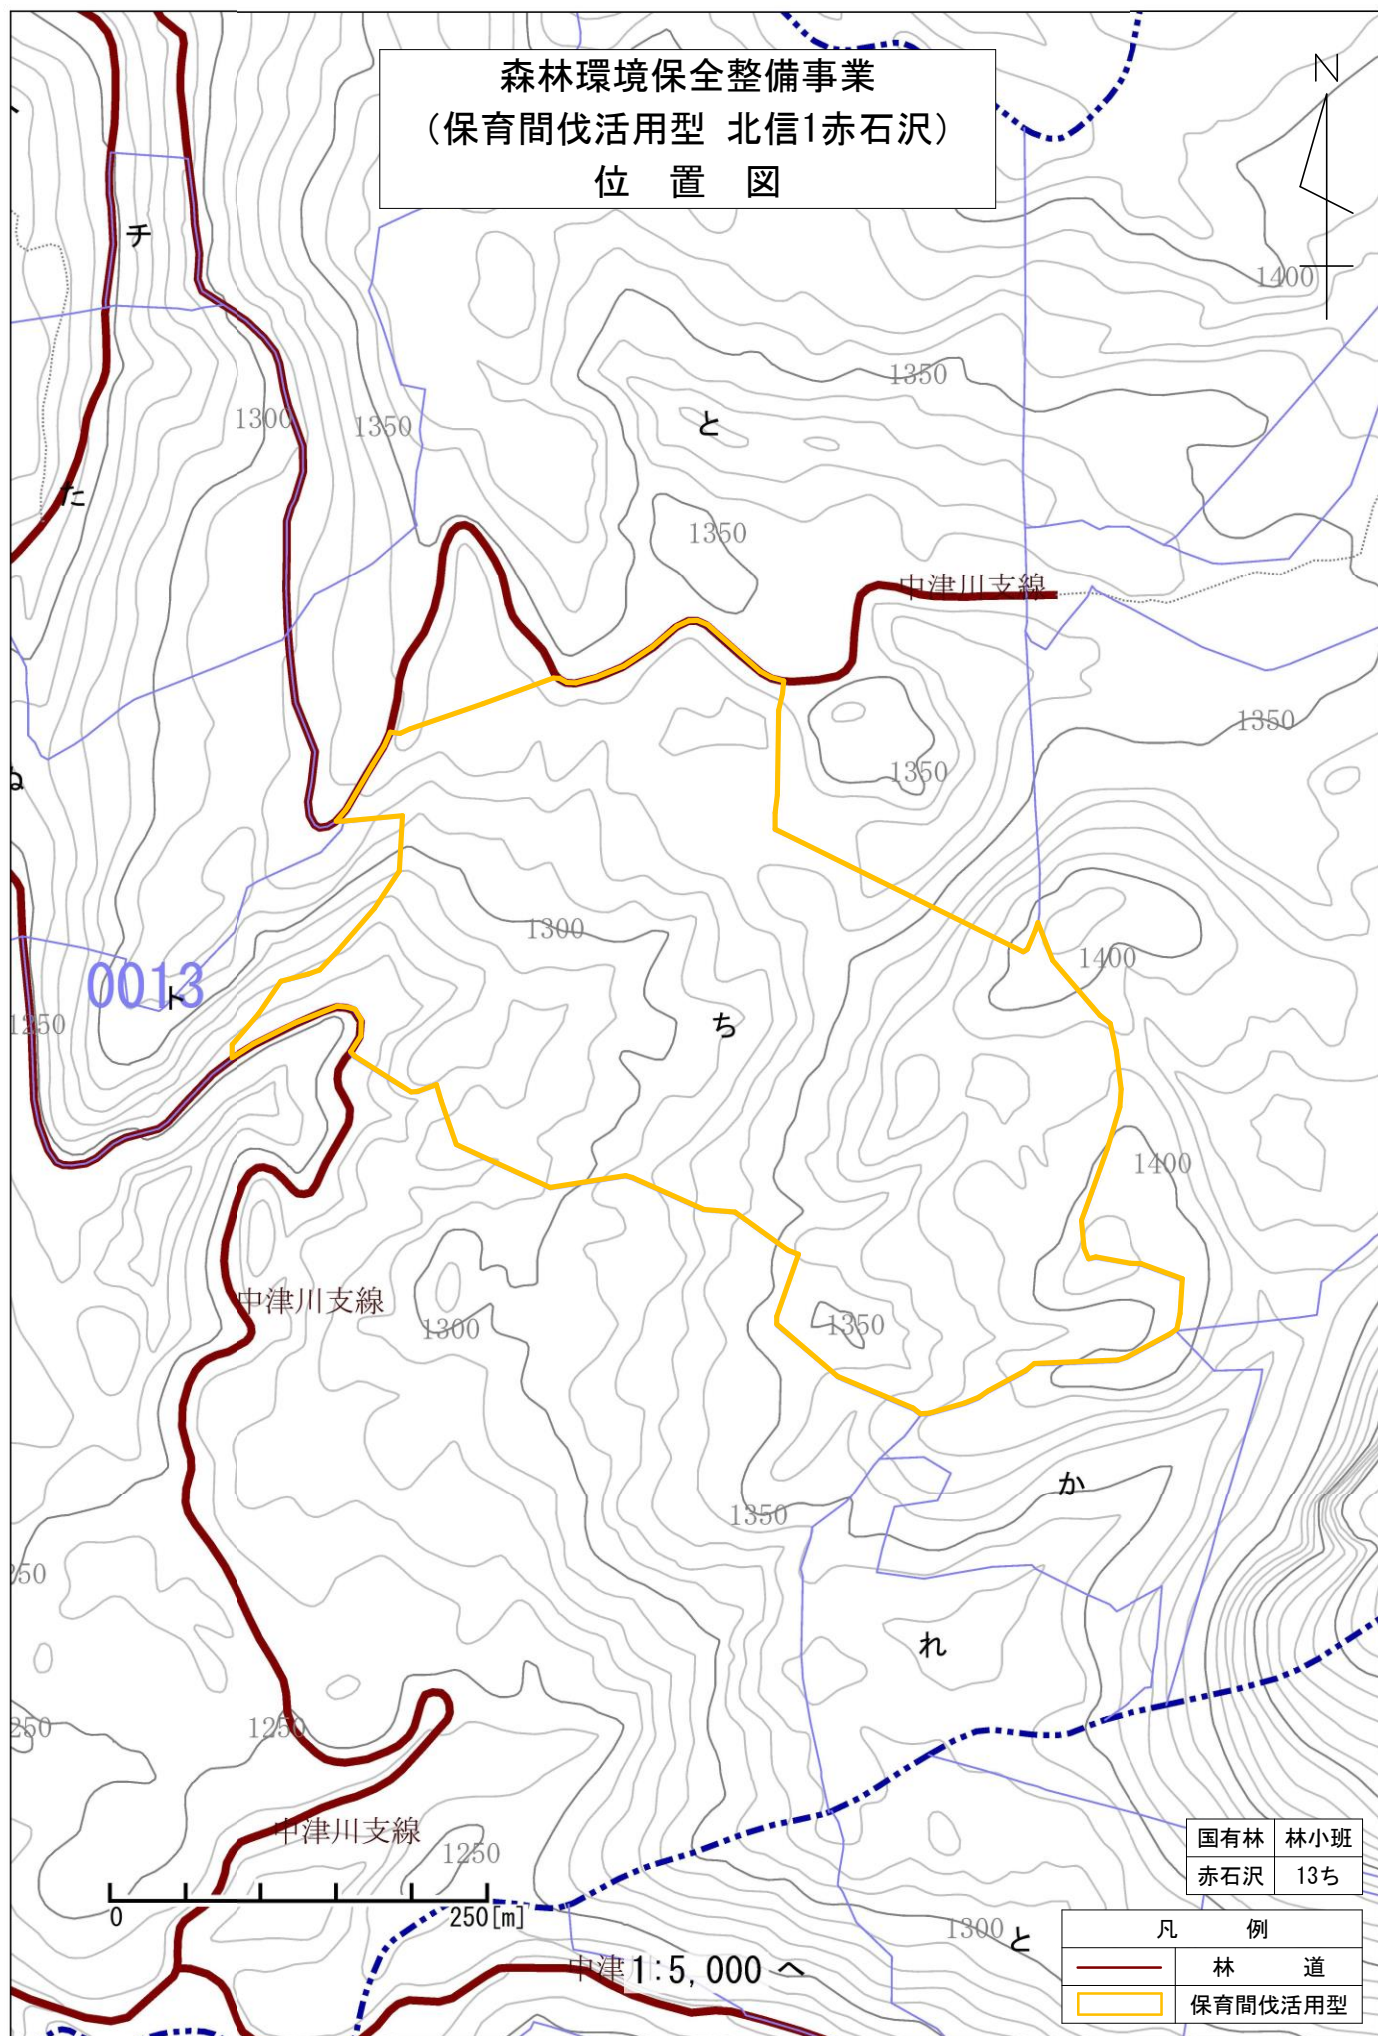 森林環境保全整備事業
（保育間伐活用型 北信1赤石沢）
位 置 図
N
チ
1400
1350
1300
1350
と
た
1350
中津川支線
1350
1350
ぬ
1300
1400
0013
ト
1250
ち
1400
中津川支線
1300
1350
か
1350
250
れ
250
1250
中津川支線
1250
国有林 林小班
赤石沢 13ち
0 250[m]
1300
と
凡 例
中津
1:5,000
へ
林 道
保育間伐活用型